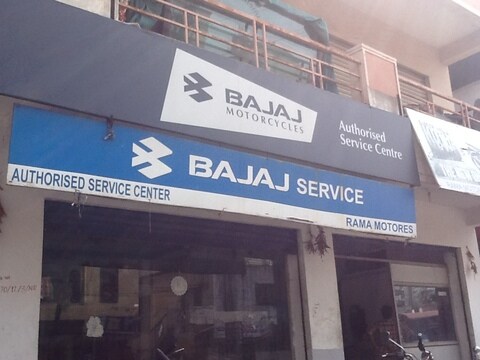 BAJAJ
MOTORCYCLES
Authorised
Service Centre
BAJAJ SERVICE
AUTHORISED SERVICE CENTER
RAMA MOTORES